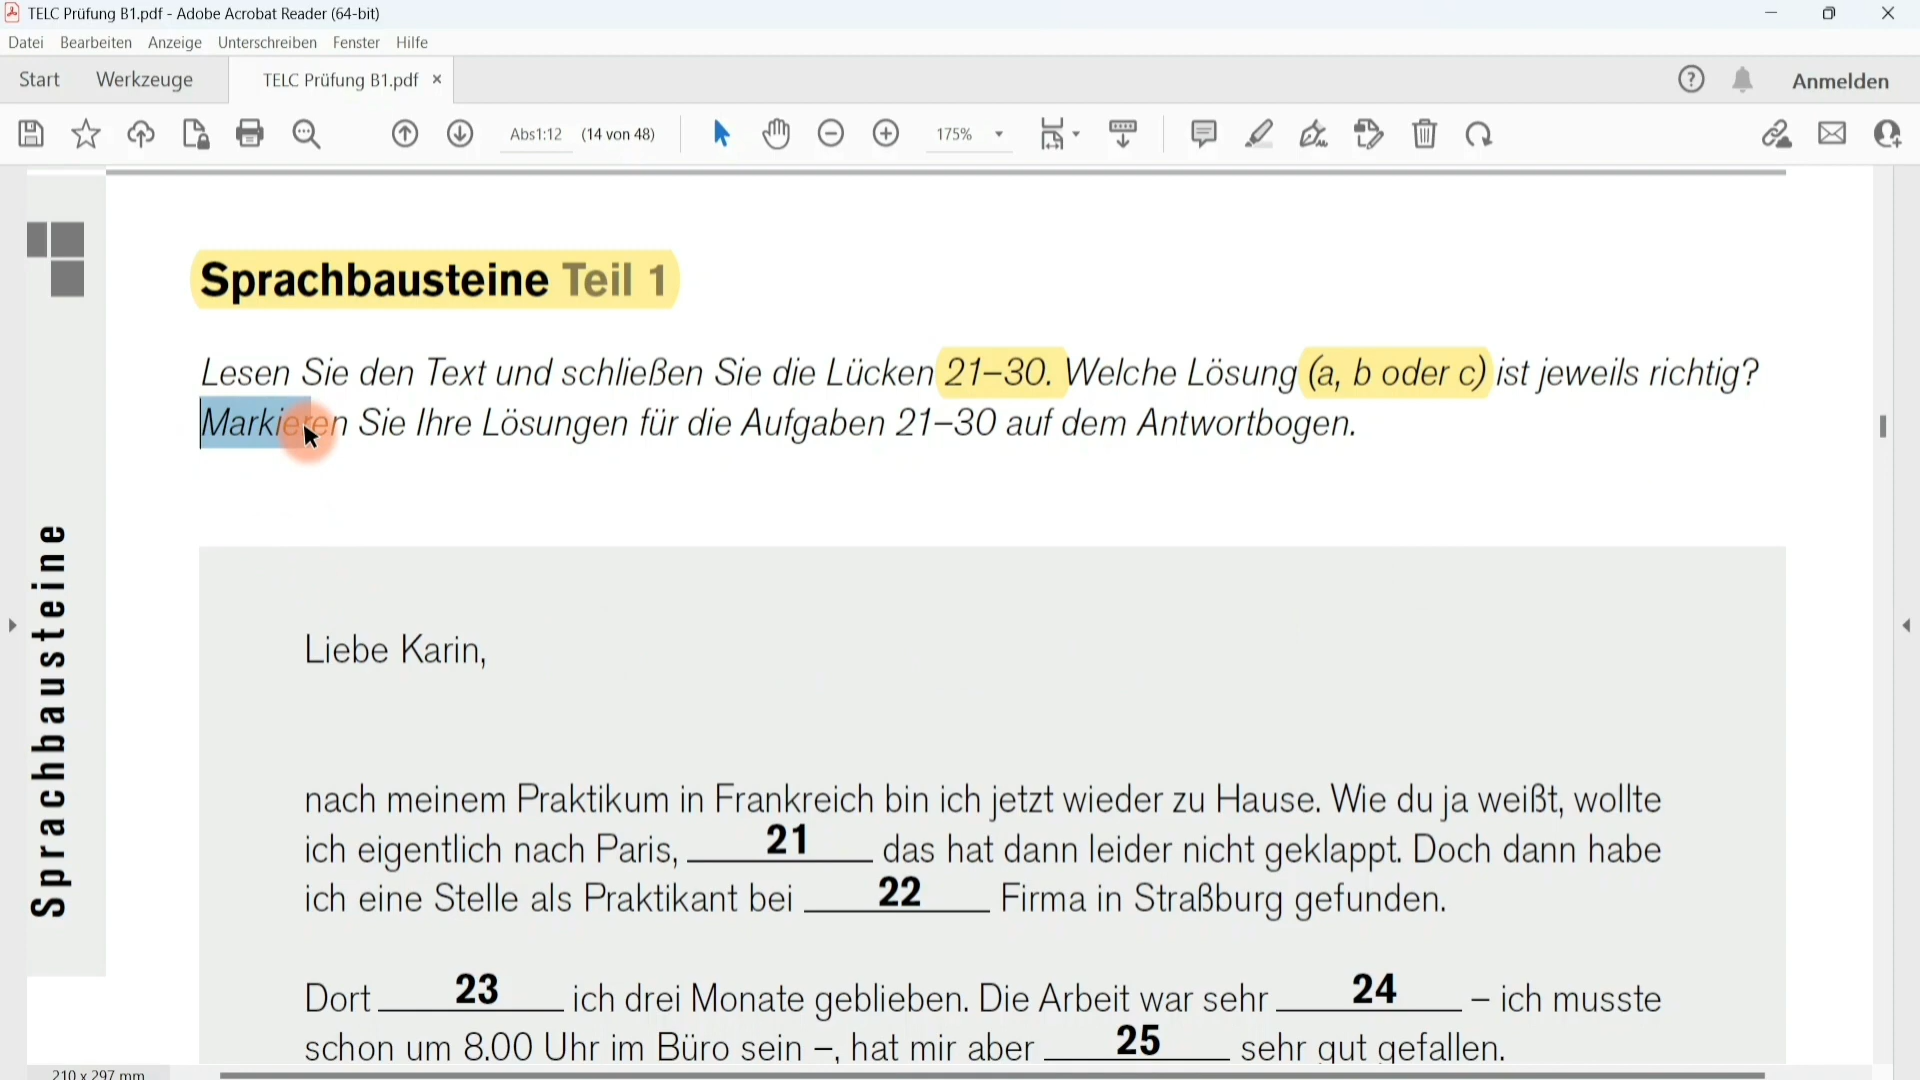 TELC Prüfung B1.pdf - Adobe Acrobat Reader (64-bit)
Datei Bearbeiten Anzeige Unterschreiben Fenster Hilfe
Start Werkzeuge TELC Prüfung B1.pdf Anmelden
Abs1:12 (14 von 48) 175%
Sprachbausteine Teil 1
Lesen Sie den Text und schließen Sie die Lücken 21–30. Welche Lösung (a, b oder c) ist jeweils richtig?
Markieren Sie Ihre Lösungen für die Aufgaben 21–30 auf dem Antwortbogen.
Sprachbausteine
Liebe Karin,
nach meinem Praktikum in Frankreich bin ich jetzt wieder zu Hause. Wie du ja weißt, wollte
ich eigentlich nach Paris, ___21___ das hat dann leider nicht geklappt. Doch dann habe
ich eine Stelle als Praktikant bei ___22___ Firma in Straßburg gefunden.
Dort ___23___ ich drei Monate geblieben. Die Arbeit war sehr ___24___ – ich musste
schon um 8.00 Uhr im Büro sein –, hat mir aber ___25___ sehr gut gefallen.
210 x 297 mm